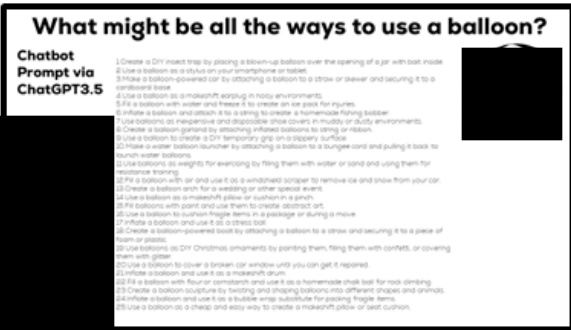 What might be all the ways to use a balloon?
Chatbot
Prompt via
ChatGPT3.5
1 Create a DIY insect trap by placing a blown-up balloon over the opening of a jar with bait inside
2 Use a balloon as a stylus on your smartphone or tablet
3 Make a balloon-powered car by attaching a balloon to a straw or skewer and securing it to a
cardboard base
4 Use a balloon as a makeshift earplug in noisy environments.
5 Fill a balloon with water and freeze it to create an ice pack for injuries.
6 Inflate a balloon and attach it to a string to create a homemade fishing bobber
7 Use balloons as inexpensive and disposable shoe covers in muddy or dusty environments.
8 Create a balloon garland by attaching inflated balloons to string or ribbon.
9 Use a balloon to create a DIY temporary grip on a slippery surface.
10 Make a water balloon launcher by attaching a balloon to a bungee cord and pulling it back to
launch water balloons.
11 Use balloons as weights for exercising by filling them with water or sand and using them for
resistance training
12 Fill a balloon with air and use it as a windshield scraper to remove ice and snow from your car.
13 Create a balloon arch for a wedding or other special event.
14 Use a balloon as a makeshift pillow or cushion in a pinch
15 Fill balloons with paint and use them to create abstract art.
16 Use a balloon to cushion fragile items in a package or during a move.
17 Inflate a balloon and use it as a stress ball.
18 Create a balloon-powered boat by attaching a balloon to a straw and securing it to a piece of
foam or plastic.
19 Use balloons as DIY Christmas ornaments by painting them, filling them with confetti, or covering
them with glitter.
20 Use a balloon to cover a broken car window until you can get it repaired.
21 Inflate a balloon and use it as a makeshift drum.
22 Fill a balloon with flour or cornstarch and use it as a homemade chalk ball for rock climbing.
23 Create a balloon sculpture by twisting and shaping balloons into different shapes and animals.
24 Inflate a balloon and use it as a bubble wrap substitute for packing fragile items.
25 Use a balloon as a cheap and easy way to create a makeshift pillow or seat cushion.